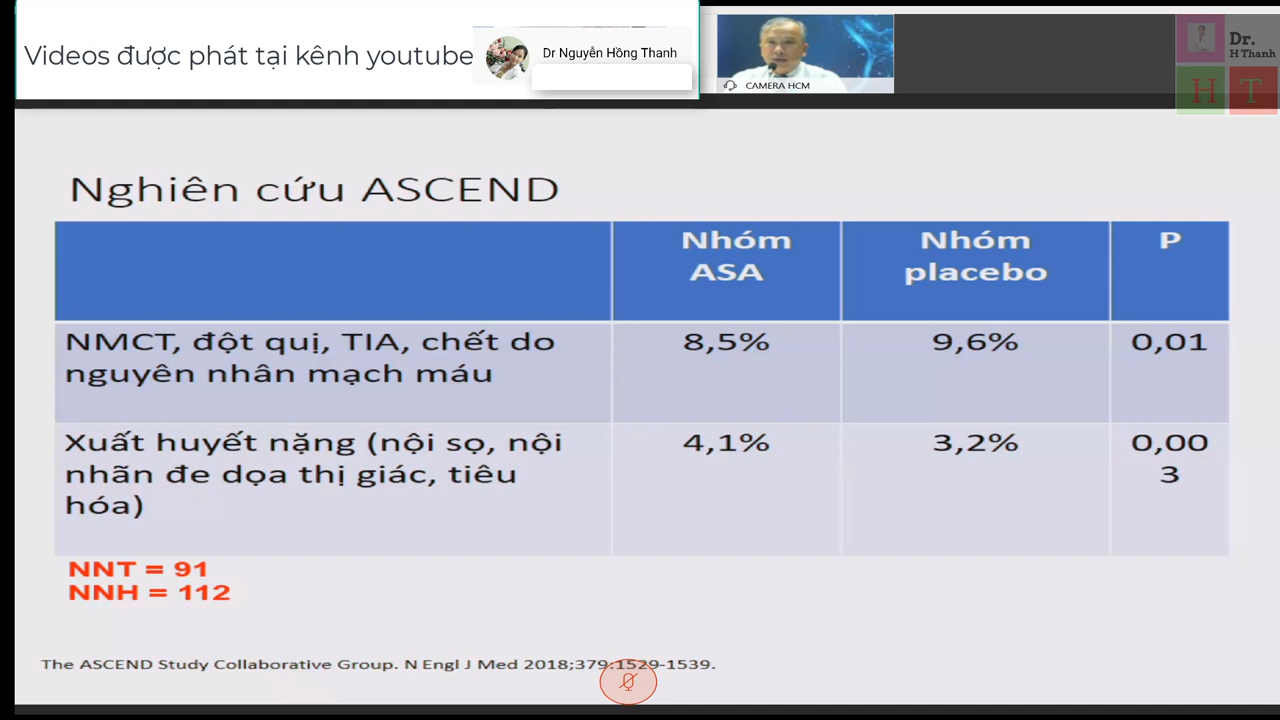 Videos được phát tại kênh youtube
Dr Nguyễn Hồng Thanh
CAMERA HCM
Dr.
H Thanh
H T
Nghiên cứu ASCEND
Nhóm
ASA
Nhóm
placebo
P
NMCT, đột quị, TIA, chết do
nguyên nhân mạch máu
8,5%
9,6%
0,01
Xuất huyết nặng (nội sọ, nội
nhãn đe dọa thị giác, tiêu
hóa)
4,1%
3,2%
0,00
3
NNT = 91
NNH = 112
The ASCEND Study Collaborative Group. N Engl J Med 2018;379:1529-1539.